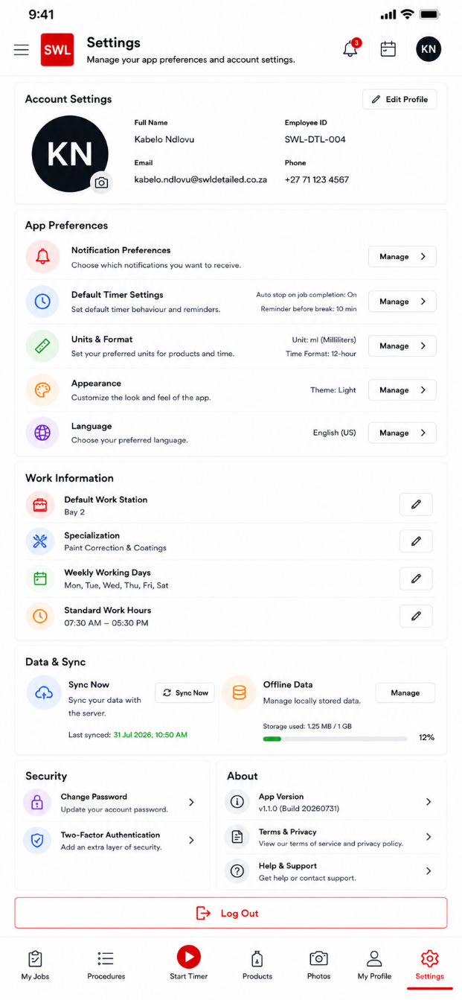 9:41
SWL
Settings
Manage your app preferences and account settings.
3
KN
Account Settings
Edit Profile
KN
Full Name
Kabelo Ndlovu
Employee ID
SWL-DTL-004
Email
kabelo.ndlovu@swldetailed.co.za
Phone
+27 71 123 4567
App Preferences
Notification Preferences
Choose which notifications you want to receive.
Manage
Default Timer Settings
Set default timer behaviour and reminders.
Auto stop on job completion: On
Reminder before break: 10 min
Manage
Units & Format
Set your preferred units for products and time.
Unit: ml (Milliliters)
Time Format: 12-hour
Manage
Appearance
Customize the look and feel of the app.
Theme: Light
Manage
Language
Choose your preferred language.
English (US)
Manage
Work Information
Default Work Station
Bay 2
Specialization
Paint Correction & Coatings
Weekly Working Days
Mon, Tue, Wed, Thu, Fri, Sat
Standard Work Hours
07:30 AM – 05:30 PM
Data & Sync
Sync Now
Sync your data with
the server.
Sync Now
Last synced: 31 Jul 2026, 10:50 AM
Offline Data
Manage locally stored data.
Manage
Storage used: 1.25 MB / 1 GB
12%
Security
Change Password
Update your account password.
Two-Factor Authentication
Add an extra layer of security.
About
App Version
v1.1.0 (Build 20260731)
Terms & Privacy
View our terms of service and privacy policy.
Help & Support
Get help or contact support.
Log Out
My Jobs
Procedures
Start Timer
Products
Photos
My Profile
Settings